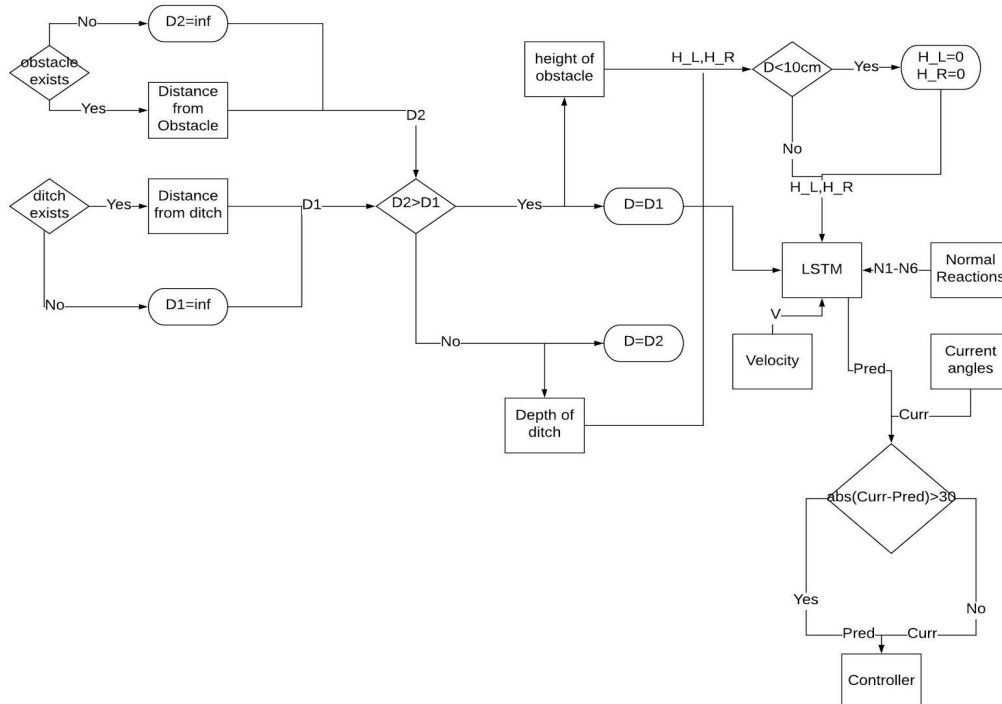 No
D2=inf
obstacle
exists
Yes
Distance
from
Obstacle
D2
height of
obstacle
H_L,H_R
D<10cm
Yes
H_L=0
H_R=0
No
H_L,H_R
ditch
exists
Yes
Distance
from ditch
D1
D2>D1
Yes
D=D1
LSTM
N1-N6
Normal
Reactions
No
D1=inf
V
Velocity
No
D=D2
Depth of
ditch
Pred
Current
angles
Curr
abs(Curr-Pred)>30
Yes
No
Pred
Curr
Controller